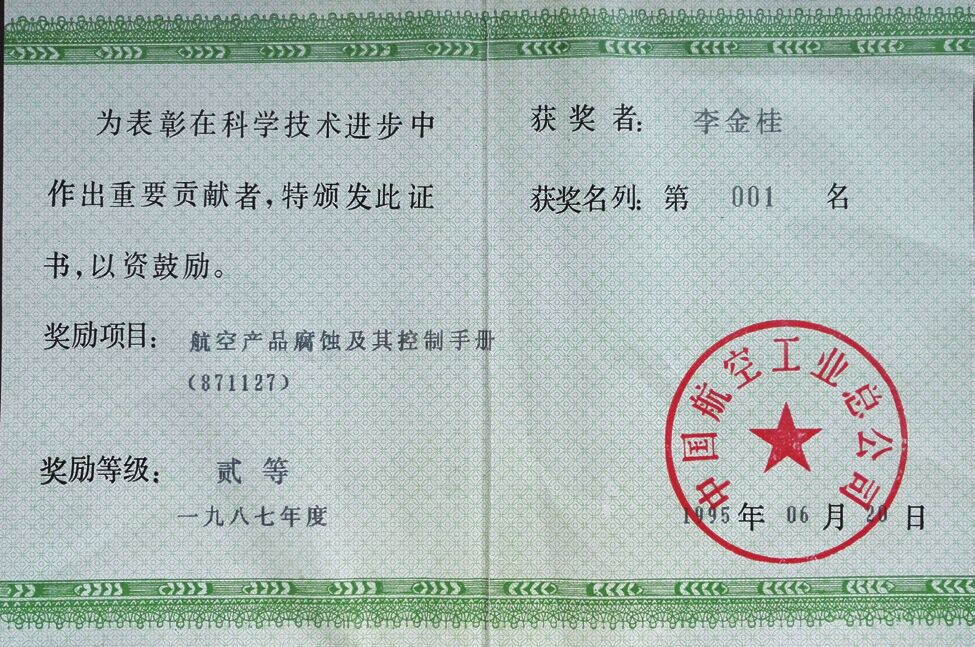 为表彰在科学技术进步中
作出重要贡献者，特颁发此证
书，以资鼓励。
奖励项目：航空产品腐蚀及其控制手册
（871127）
奖励等级：贰等
一九八七年度
获奖者：李金桂
获奖名列：第 001 名
中国航空工业总公司
1995年06月20日